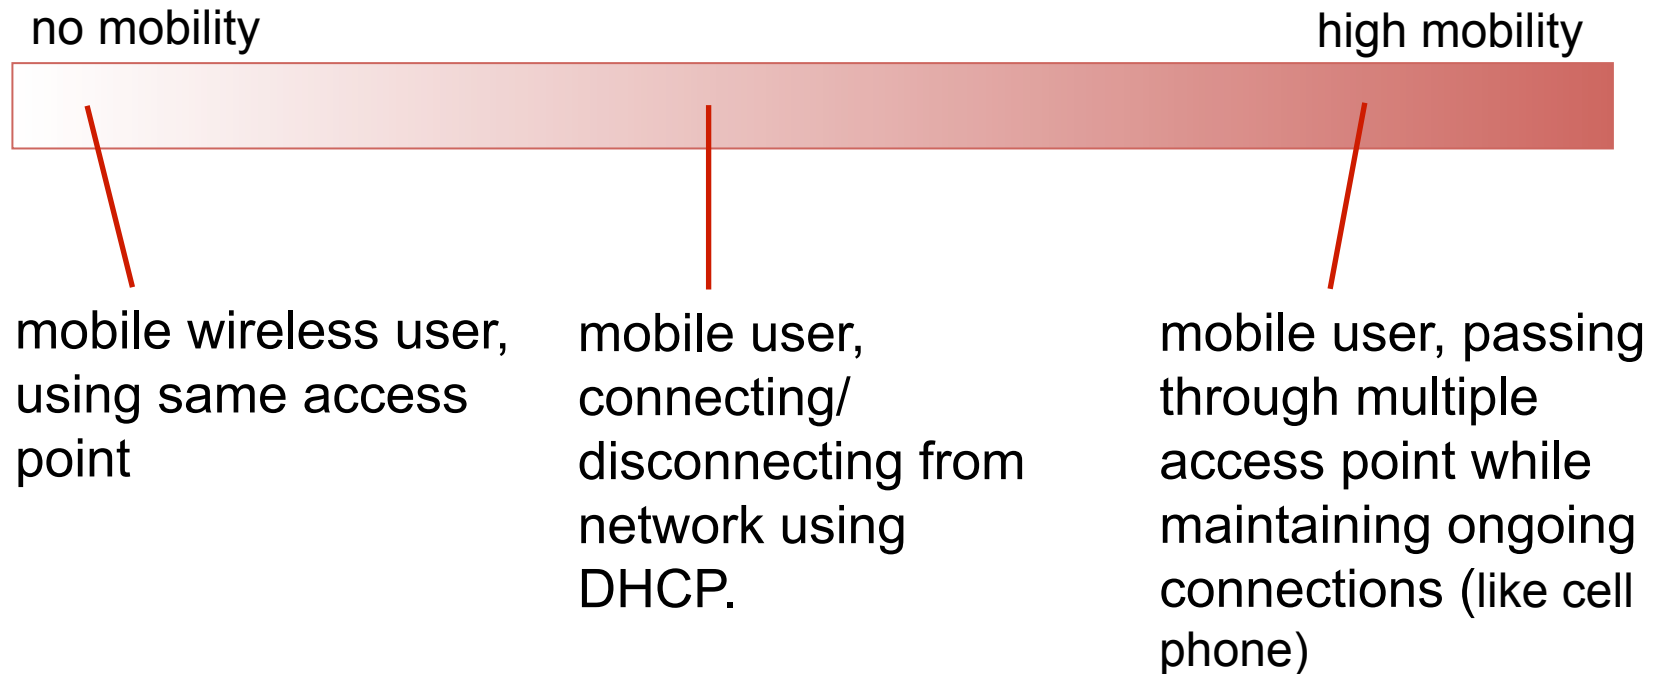 no mobility
high mobility
mobile wireless user,
using same access
point
mobile user,
connecting/
disconnecting from
network using
DHCP.
mobile user, passing
through multiple
access point while
maintaining ongoing
connections (like cell
phone)